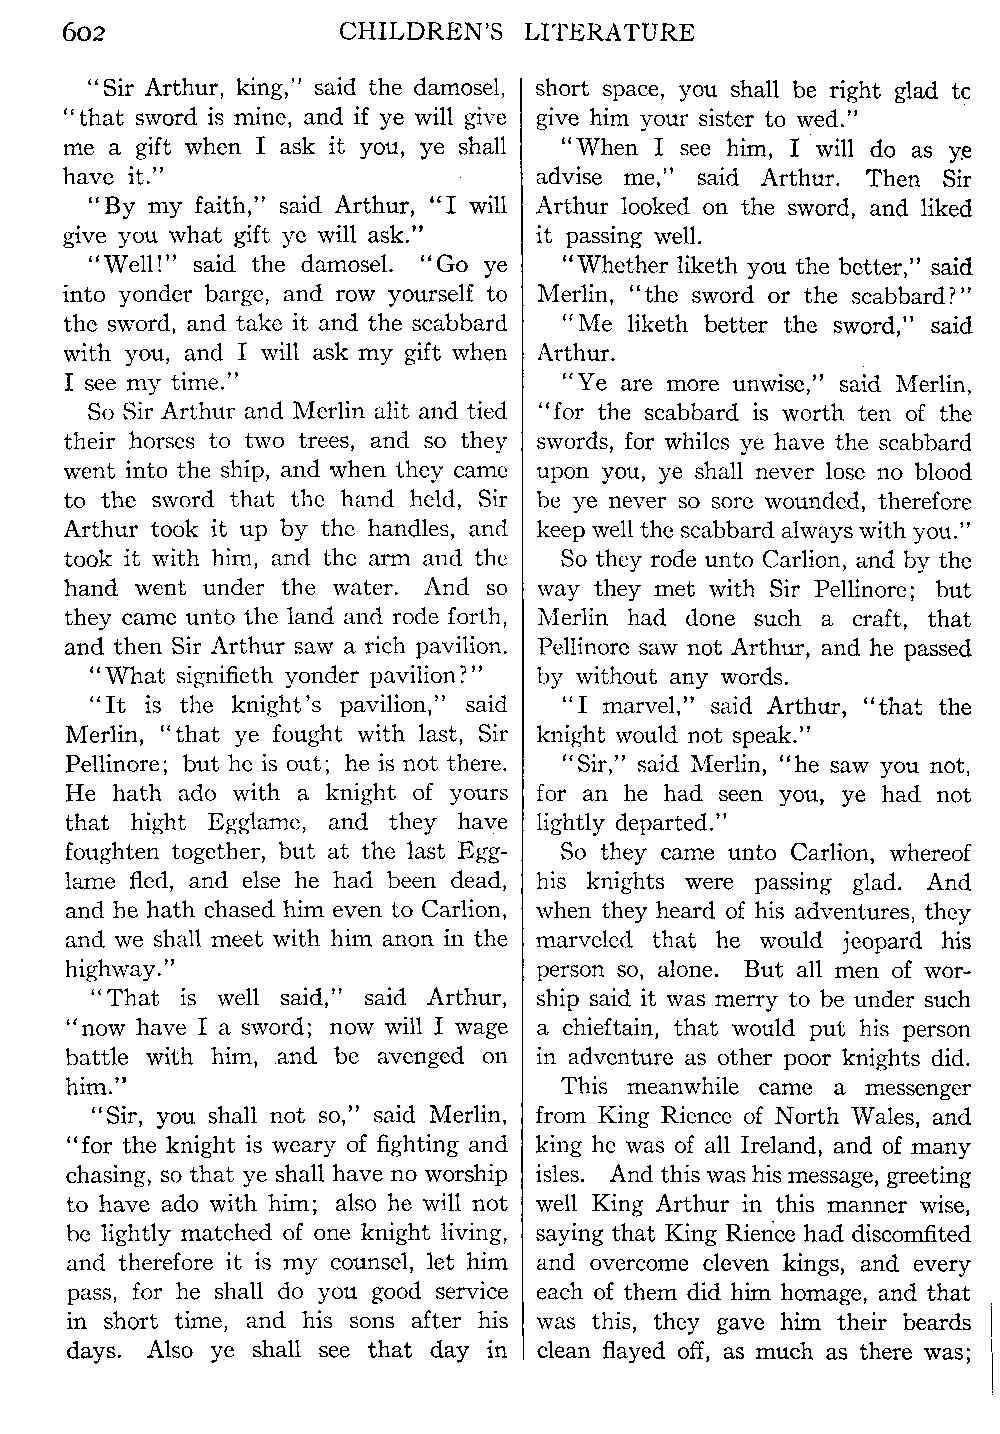 602 CHILDREN'S LITERATURE
"Sir Arthur, king," said the damosel,
"that sword is mine, and if ye will give
me a gift when I ask it you, ye shall
have it."
"By my faith," said Arthur, "I will
give you what gift ye will ask."
"Well!" said the damosel. "Go ye
into yonder barge, and row yourself to
the sword, and take it and the scabbard
with you, and I will ask my gift when
I see my time."
So Sir Arthur and Merlin alit and tied
their horses to two trees, and so they
went into the ship, and when they came
to the sword that the hand held, Sir
Arthur took it up by the handles, and
took it with him, and the arm and the
hand went under the water. And so
they came unto the land and rode forth,
and then Sir Arthur saw a rich pavilion.
"What signifieth yonder pavilion?"
"It is the knight's pavilion," said
Merlin, "that ye fought with last, Sir
Pellinore; but he is out; he is not there.
He hath ado with a knight of yours
that hight Egglame, and they have
foughten together, but at the last Egg-
lame fled, and else he had been dead,
and he hath chased him even to Carlion,
and we shall meet with him anon in the
highway."
"That is well said," said Arthur,
"now have I a sword; now will I wage
battle with him, and be avenged on
him."
"Sir, you shall not so," said Merlin,
"for the knight is weary of fighting and
chasing, so that ye shall have no worship
to have ado with him; also he will not
be lightly matched of one knight living,
and therefore it is my counsel, let him
pass, for he shall do you good service
in short time, and his sons after his
days. Also ye shall see that day in
short space, you shall be right glad to
give him your sister to wed."
"When I see him, I will do as ye
advise me," said Arthur. Then Sir
Arthur looked on the sword, and liked
it passing well.
"Whether liketh you the better," said
Merlin, "the sword or the scabbard?"
"Me liketh better the sword," said
Arthur.
"Ye are more unwise," said Merlin,
"for the scabbard is worth ten of the
swords, for whiles ye have the scabbard
upon you, ye shall never lose no blood
be ye never so sore wounded, therefore
keep well the scabbard always with you."
So they rode unto Carlion, and by the
way they met with Sir Pellinore; but
Merlin had done such a craft, that
Pellinore saw not Arthur, and he passed
by without any words.
"I marvel," said Arthur, "that the
knight would not speak."
"Sir," said Merlin, "he saw you not,
for an he had seen you, ye had not
lightly departed."
So they came unto Carlion, whereof
his knights were passing glad. And
when they heard of his adventures, they
marveled that he would jeopard his
person so, alone. But all men of wor-
ship said it was merry to be under such
a chieftain, that would put his person
in adventure as other poor knights did.
This meanwhile came a messenger
from King Rience of North Wales, and
king he was of all Ireland, and of many
isles. And this was his message, greeting
well King Arthur in this manner wise,
saying that King Rience had discomfited
and overcome eleven kings, and every
each of them did him homage, and that
was this, they gave him their beards
clean flayed off, as much as there was;